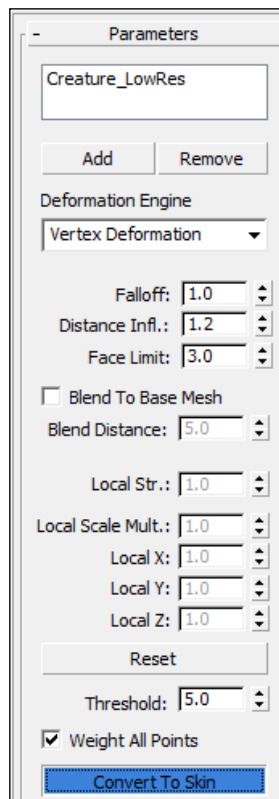 - Parameters
Creature_LowRes
Add Remove
Deformation Engine
Vertex Deformation
Falloff: 1.0
Distance Infl.: 1.2
Face Limit: 3.0
Blend To Base Mesh
Blend Distance: 5.0
Local Str.: 1.0
Local Scale Mult.: 1.0
Local X: 1.0
Local Y: 1.0
Local Z: 1.0
Reset
Threshold: 5.0
Weight All Points
Convert To Skin